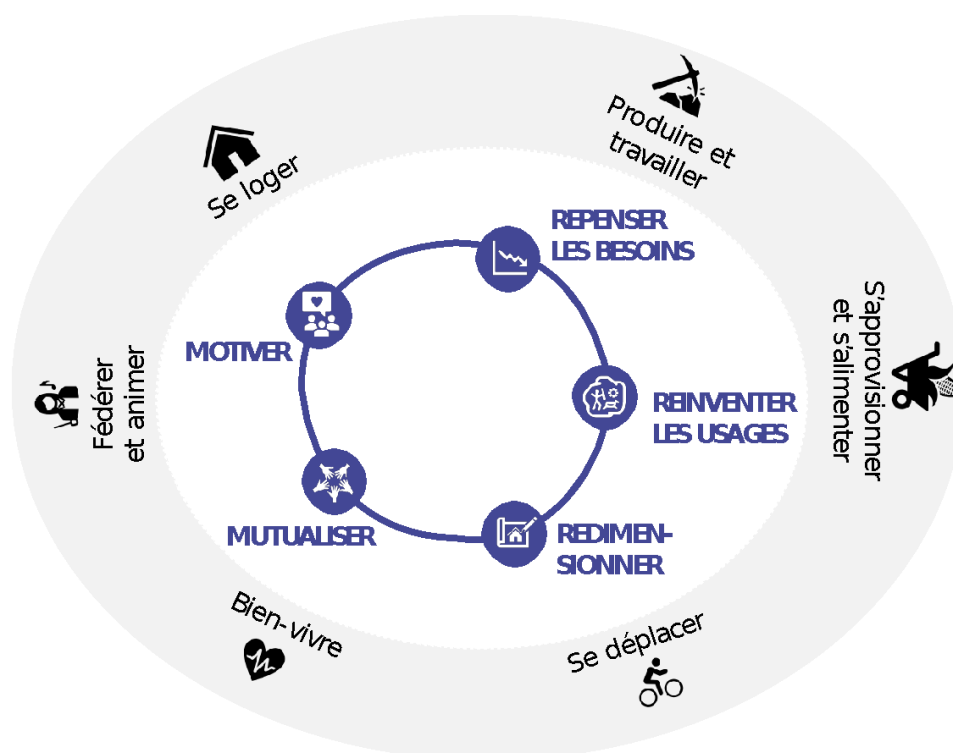 Produire et
travailler
Se loger
REPENSER
LES BESOINS
S'approvisionner
et s'alimenter
MOTIVER
Fédérer
et animer
REINVENTER
LES USAGES
MUTUALISER
REDIMEN-
SIONNER
Bien-vivre
Se déplacer